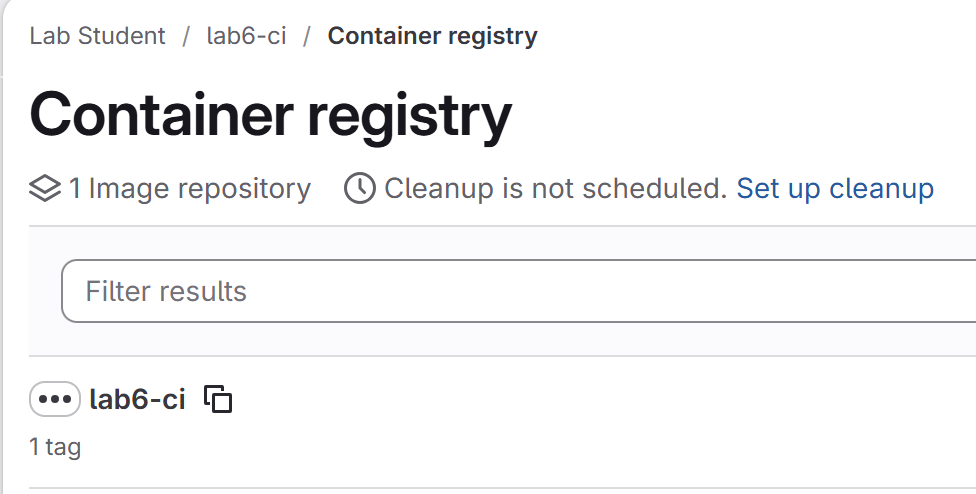 Lab Student / lab6-ci / Container registry
Container registry
1 Image repository Cleanup is not scheduled. Set up cleanup
Filter results
lab6-ci
1 tag